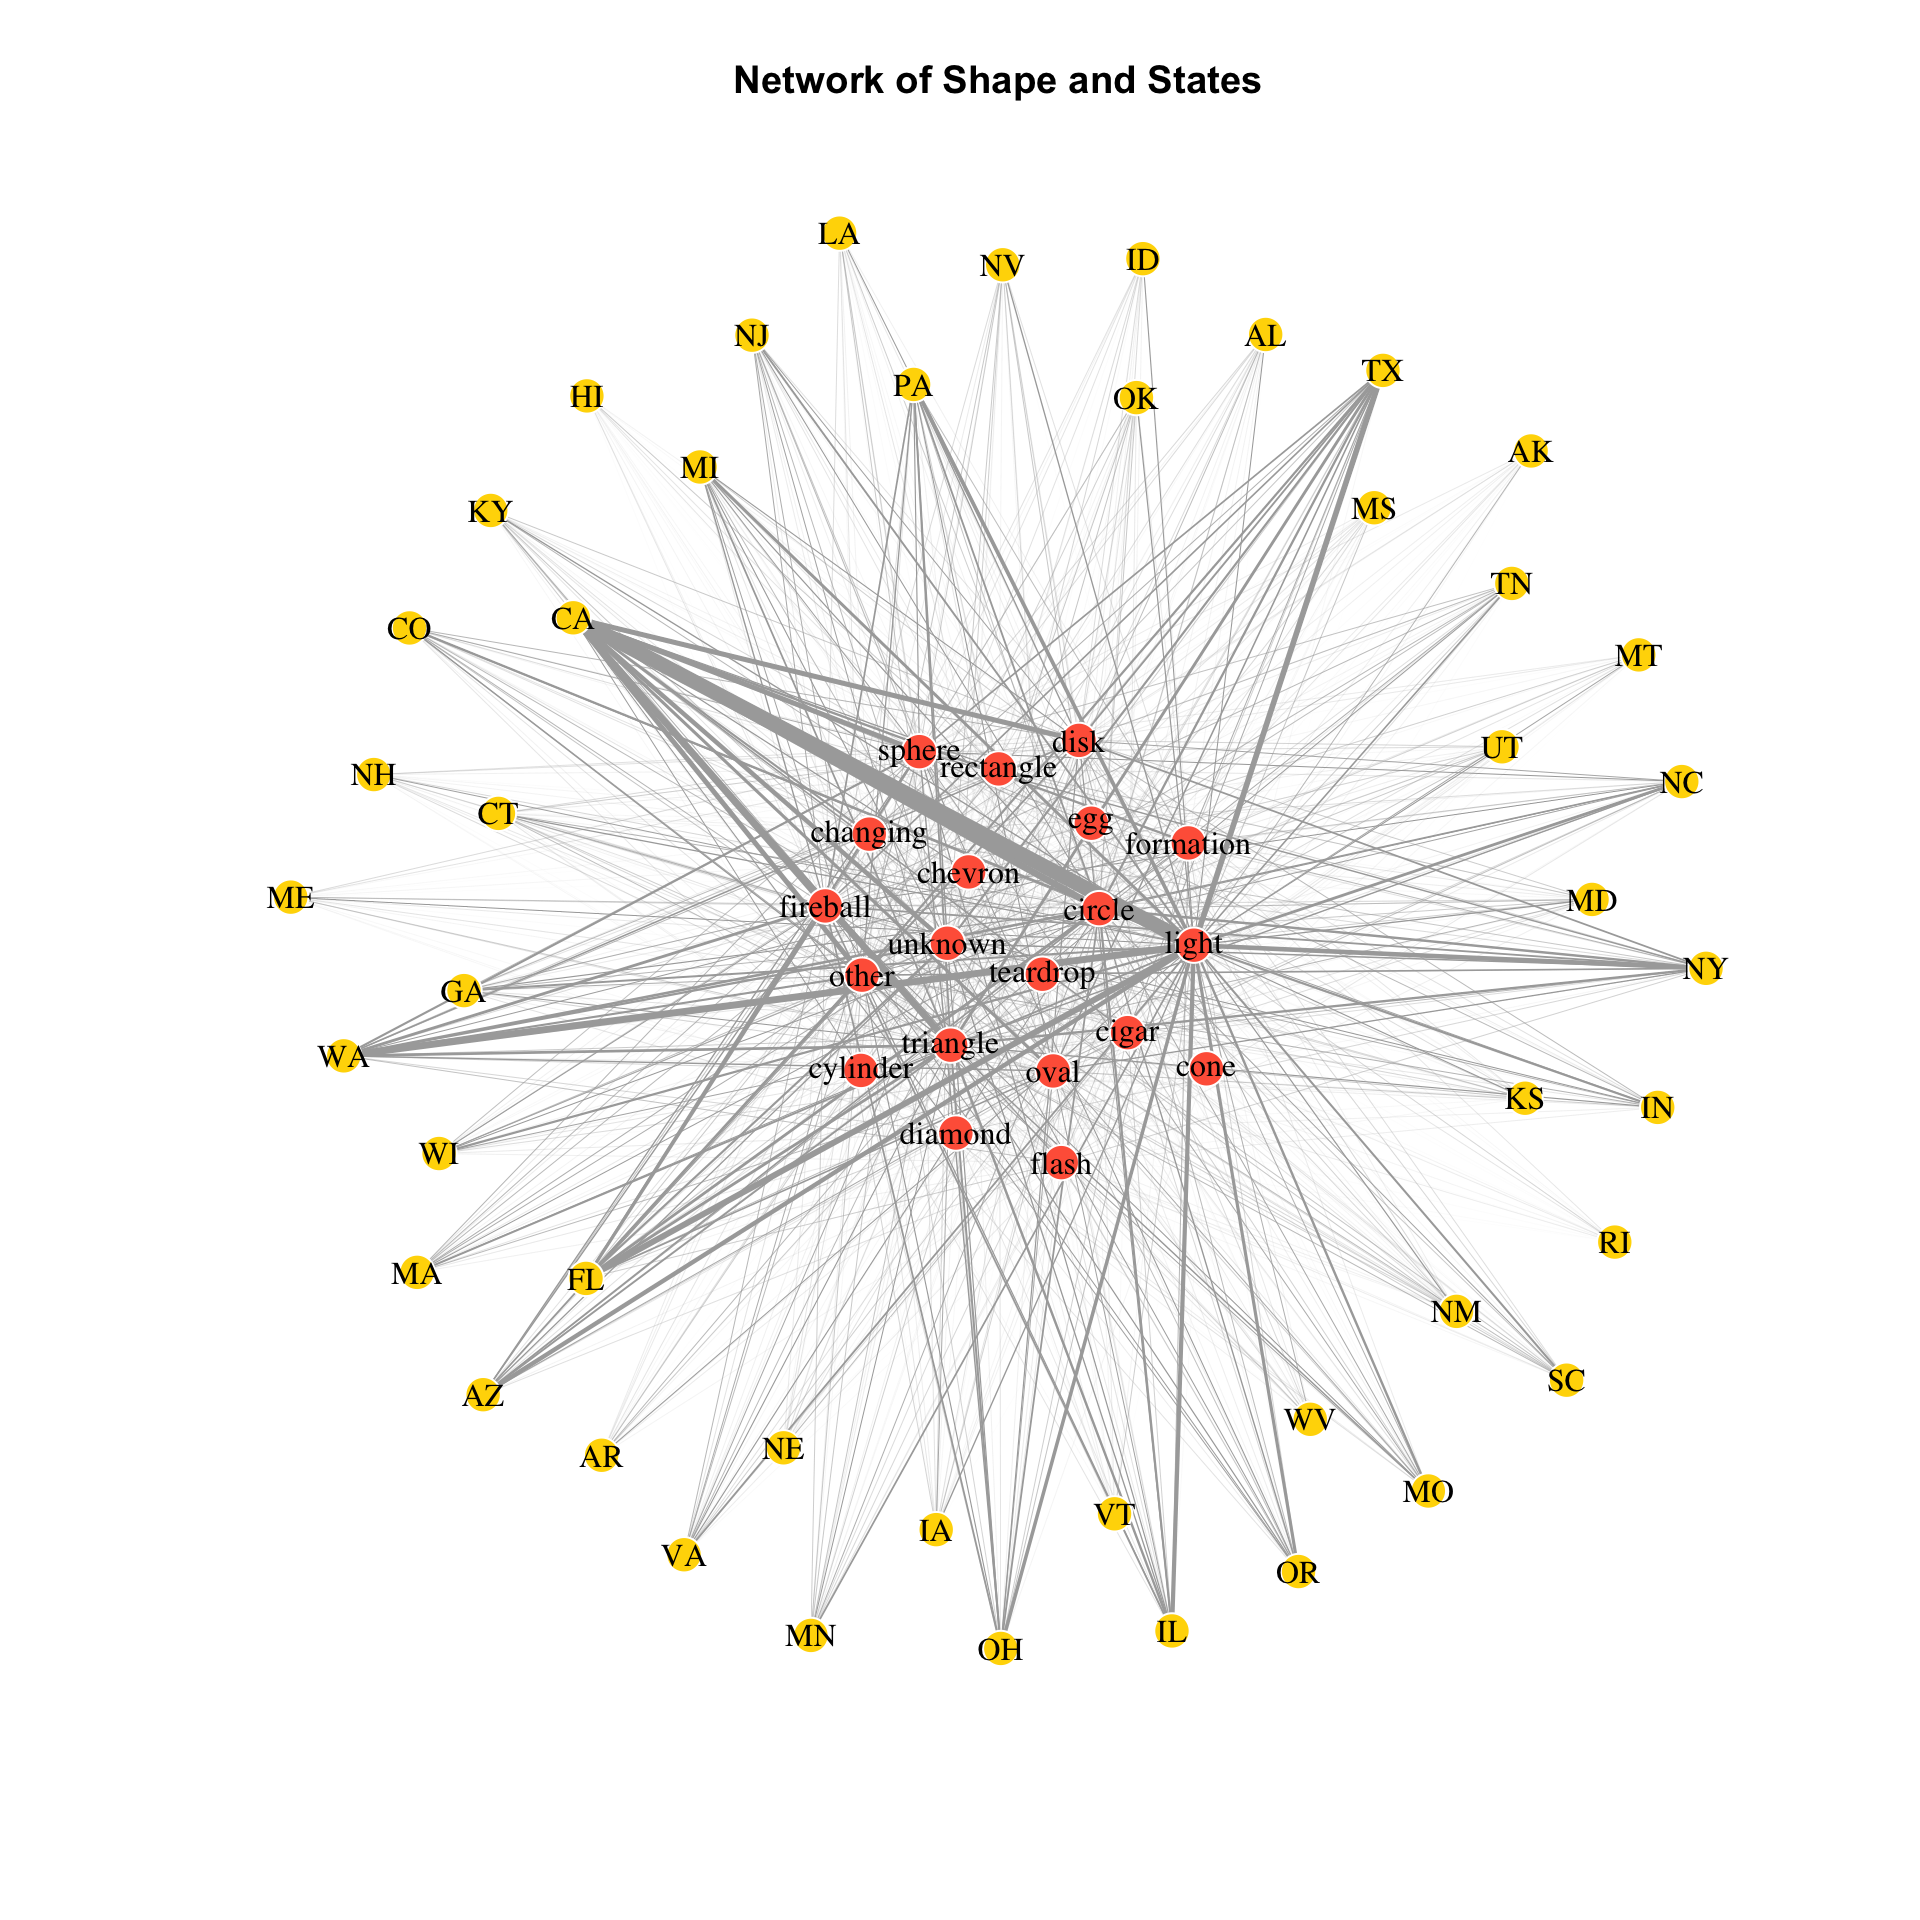 Network of Shape and States
LA
NV
ID
NJ
AL
PA
TX
HI
OK
AK
MI
KY
MS
TN
CO
CA
MT
sphere
disk
rectangle
UT
NH
NC
CT
changing
egg
formation
chevron
ME
fireball
circle
MD
unknown
light
other
teardrop
NY
GA
WA
triangle
cigar
cylinder
oval
cone
KS
IN
WI
diamond
flash
RI
MA
FL
NM
AZ
SC
AR
NE
WV
MO
VA
IA
VT
OR
MN
OH
IL